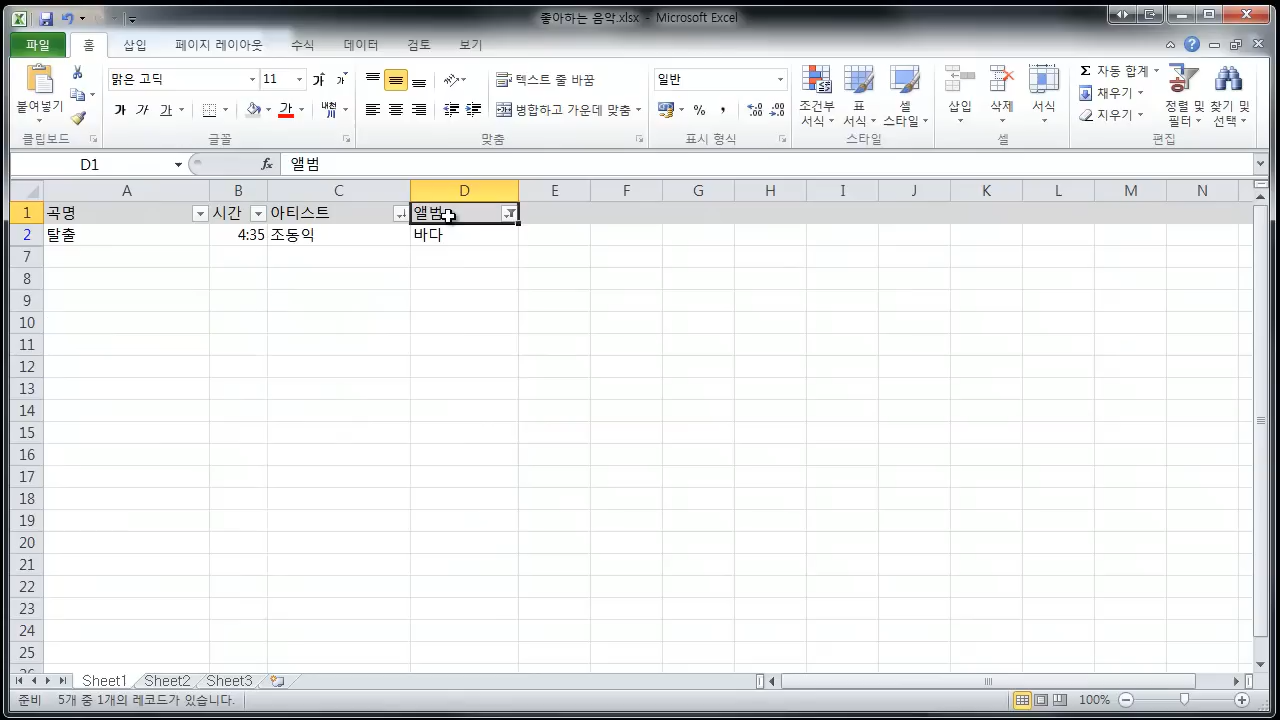 좋아하는 음악.xlsx - Microsoft Excel
파일 홈 삽입 페이지 레이아웃 수식 데이터 검토 보기
붙여넣기
클립보드
맑은 고딕 11
가 가 가 가 내천
글꼴
텍스트 줄 바꿈
병합하고 가운데 맞춤
맞춤
일반
% ,
표시 형식
조건부 서식
표 서식
셀 스타일
스타일
삽입 삭제 서식
셀
Σ 자동 합계
채우기
지우기
정렬 및 필터
찾기 및 선택
편집
D1 fx 앨범
A B C D E F G H I J K L M N
1 곡명 시간 아티스트 앨범
2 탈출 4:35 조동익 바다
7
8
9
10
11
12
13
14
15
16
17
18
19
20
21
22
23
24
25
Sheet1 Sheet2 Sheet3
준비 5개 중 1개의 레코드가 있습니다. 100%